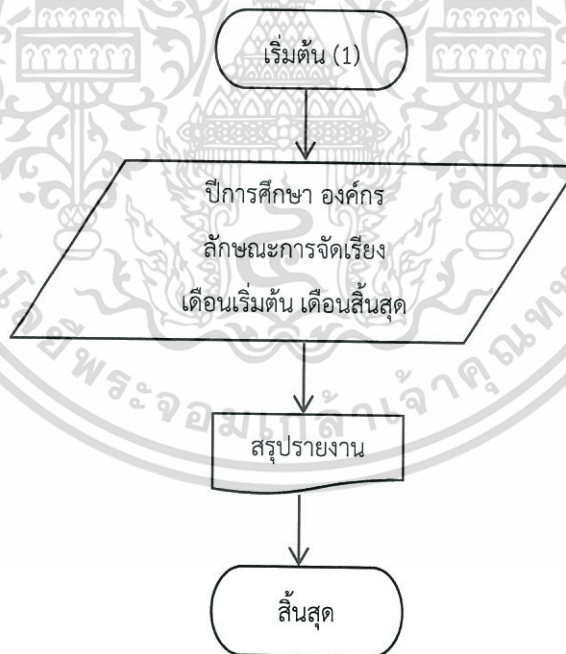 เริ่มต้น (1)
ปีการศึกษา องค์กร
ลักษณะการจัดเรียง
เดือนเริ่มต้น เดือนสิ้นสุด
สรุปรายงาน
สิ้นสุด